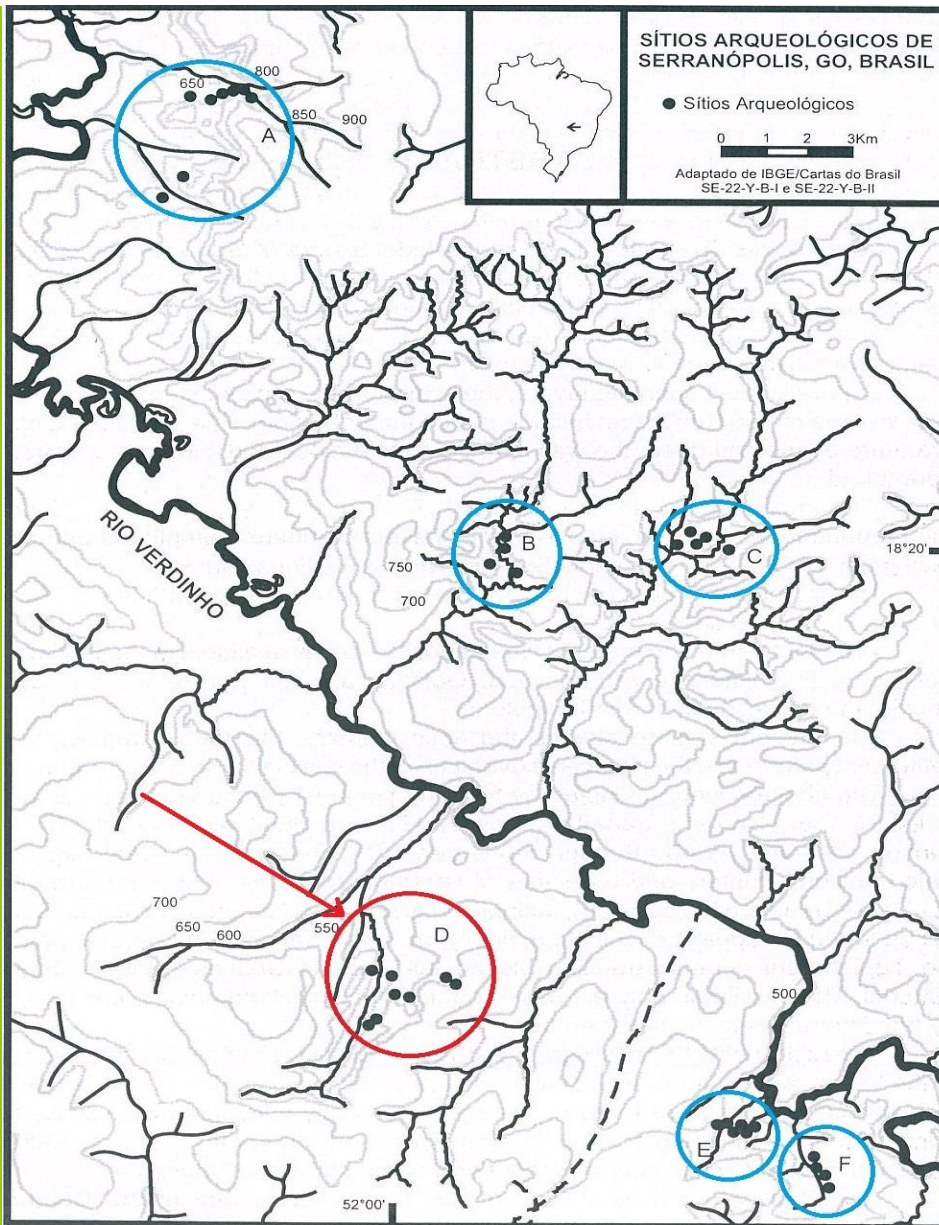 SÍTIOS ARQUEOLÓGICOS DE
SERRANÓPOLIS, GO, BRASIL
Sítios Arqueológicos
0 1 2 3Km
Adaptado de IBGE/Cartas do Brasil
SE-22-Y-B-I e SE-22-Y-B-II
800
650
850
900
A
RIO VERDINHO
B
C
18°20'
750
700
700
650
600
550
D
500
E
F
52°00'